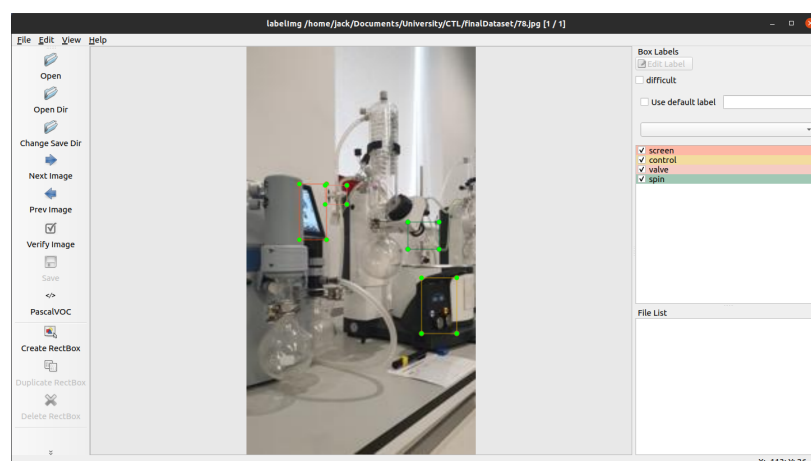 labelImg /home/jack/Documents/University/CTL/finalDataset/78.jpg [1 / 1]
File Edit View Help
Open
Open Dir
Change Save Dir
Next Image
Prev Image
Verify Image
Save
</>
PascalVOC
Create RectBox
Duplicate RectBox
Delete RectBox
Box Labels
Edit Label
difficult
Use default label
screen
control
valve
spin
File List